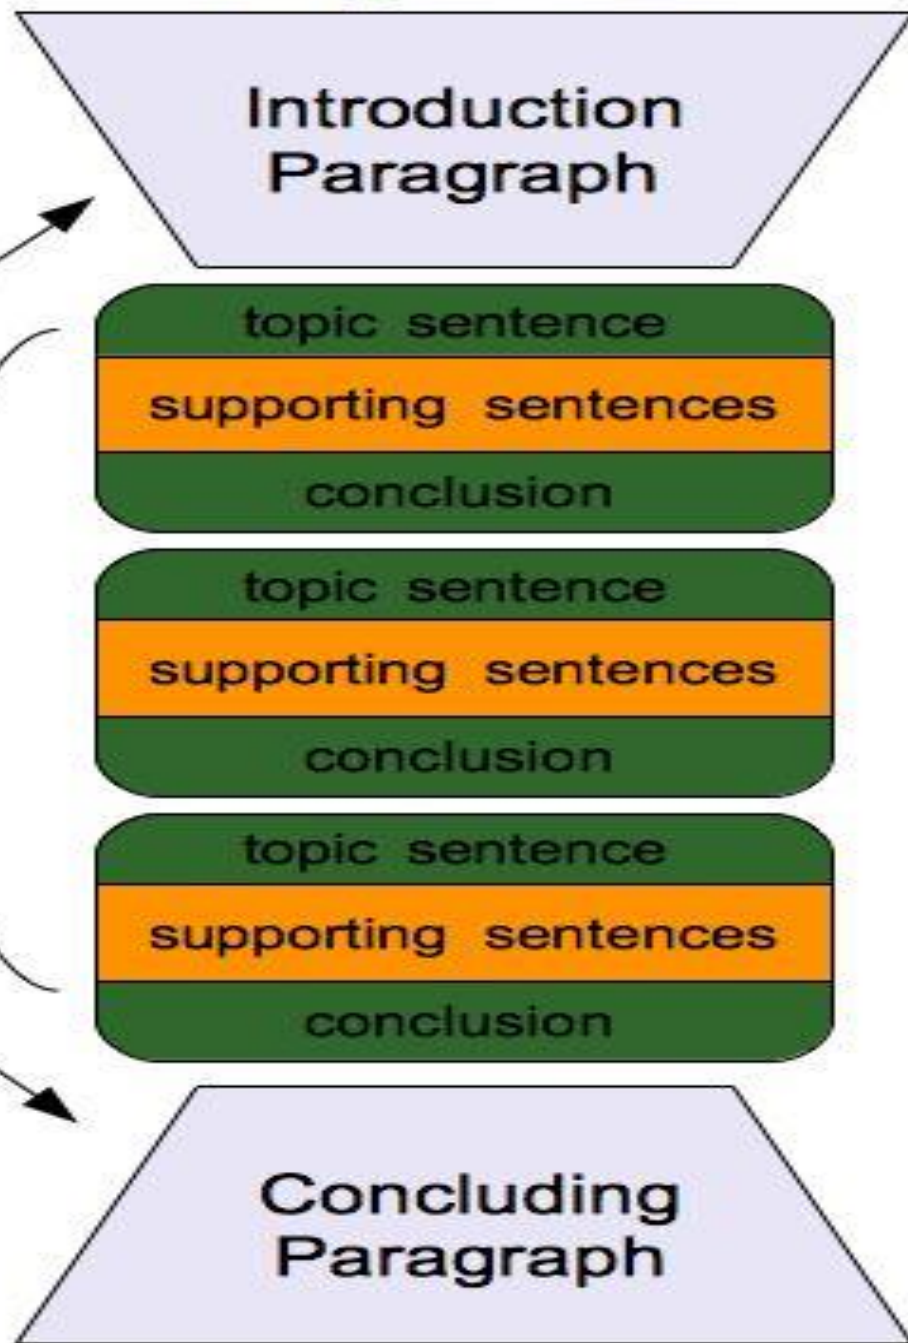 Introduction
Paragraph
topic sentence
supporting sentences
conclusion
topic sentence
supporting sentences
conclusion
topic sentence
supporting sentences
conclusion
Concluding
Paragraph